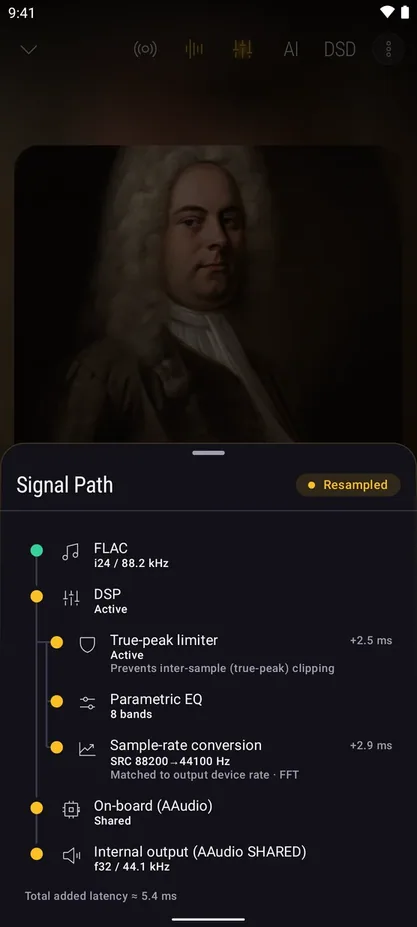 9:41
AI DSD
Signal Path
Resampled
FLAC
i24 / 88.2 kHz
DSP
Active
True-peak limiter
+2.5 ms
Active
Prevents inter-sample (true-peak) clipping
Parametric EQ
8 bands
Sample-rate conversion
+2.9 ms
SRC 88200→44100 Hz
Matched to output device rate · FFT
On-board (AAudio)
Shared
Internal output (AAudio SHARED)
f32 / 44.1 kHz
Total added latency ≈ 5.4 ms